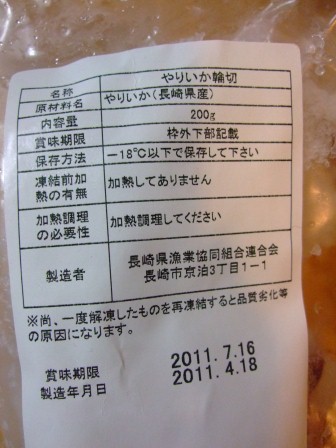 名称 やりいか輪切
原材料名 やりいか(長崎県産)
内容量 200g
賞味期限 枠外下部記載
保存方法 -18℃以下で保存して下さい
凍結前加熱の有無 加熱してありません
加熱調理の必要性 加熱調理してください
製造者 長崎県漁業協同組合連合会
長崎市京泊3丁目1-1
※尚、一度解凍したものを再凍結すると品質劣化等
の原因になります。
賞味期限 2011.7.16
製造年月日 2011.4.18